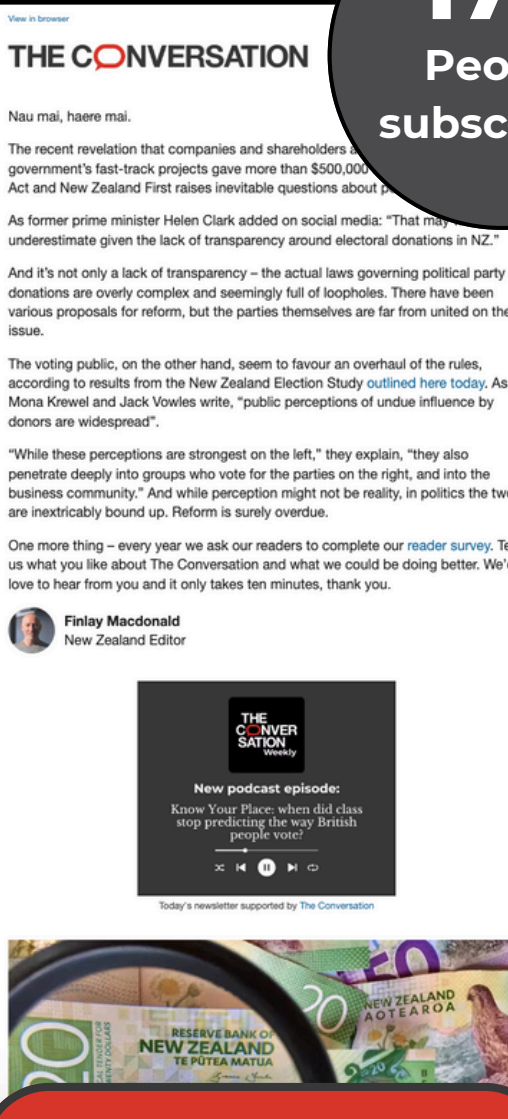 View in browser
17
Peo
subsc
THE CONVERSATION
Nau mai, haere mai.
The recent revelation that companies and shareholders
government's fast-track projects gave more than $500,000
Act and New Zealand First raises inevitable questions about
As former prime minister Helen Clark added on social media: "That may
underestimate given the lack of transparency around electoral donations in NZ."
And it's not only a lack of transparency – the actual laws governing political party
donations are overly complex and seemingly full of loopholes. There have been
various proposals for reform, but the parties themselves are far from united on the
issue.
The voting public, on the other hand, seem to favour an overhaul of the rules,
according to results from the New Zealand Election Study outlined here today. As
Mona Krewel and Jack Vowles write, "public perceptions of undue influence by
donors are widespread".
"While these perceptions are strongest on the left," they explain, "they also
penetrate deeply into groups who vote for the parties on the right, and into the
business community." And while perception might not be reality, in politics the tw
are inextricably bound up. Reform is surely overdue.
One more thing – every year we ask our readers to complete our reader survey. Te
us what you like about The Conversation and what we could be doing better. We'
love to hear from you and it only takes ten minutes, thank you.
Finlay Macdonald
New Zealand Editor
THE
CONVER
SATION
Weekly
New podcast episode:
Know Your Place: when did class
stop predicting the way British
people vote?
Today's newsletter supported by The Conversation
20
NEW ZEALAND
AOTEAROA
RESERVE BANK OF
NEW ZEALAND
TE PŪTEA MATUA
20